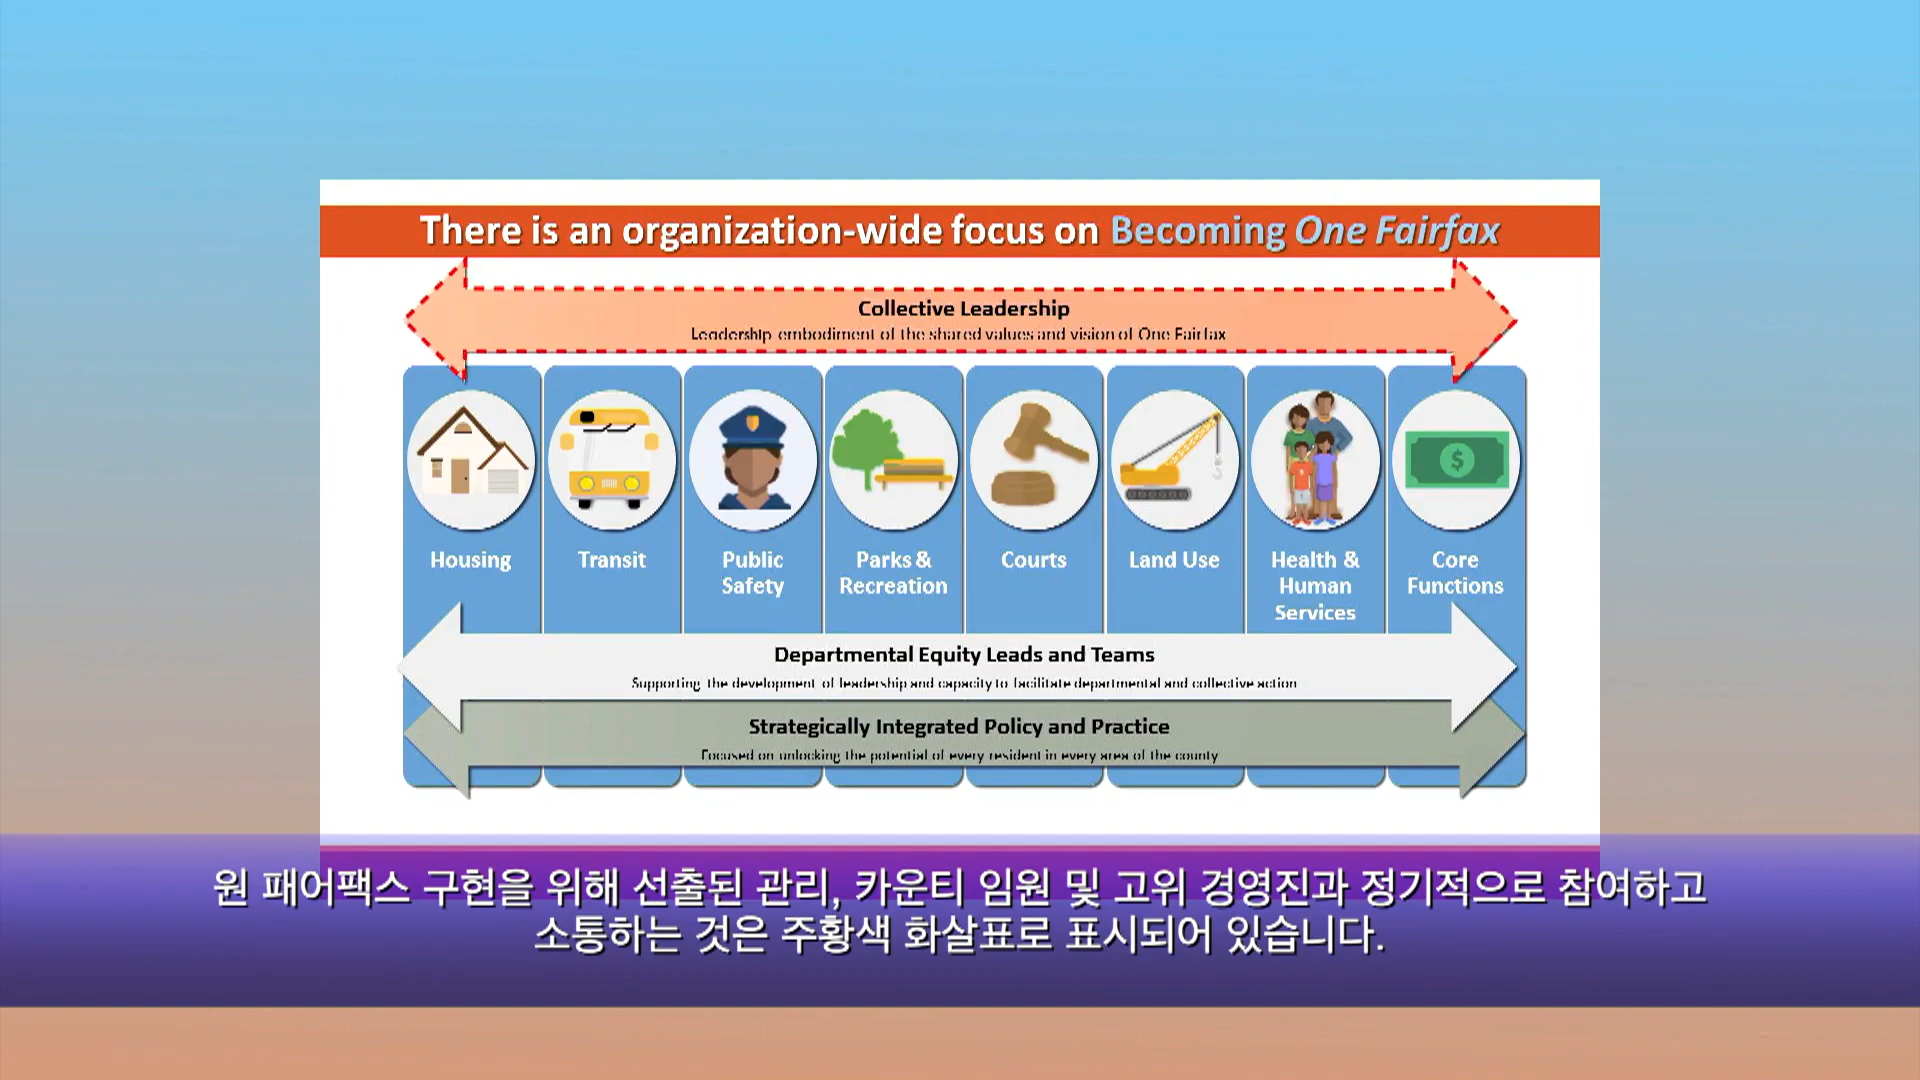 There is an organization-wide focus on Becoming One Fairfax
Collective Leadership
Leadership embodiment of the shared values and vision of One Fairfax
Housing
Transit
Public
Safety
Parks &
Recreation
Courts
Land Use
Health &
Human
Services
Core
Functions
Departmental Equity Leads and Teams
Supporting the development of leadership and capacity to facilitate departmental and collective action
Strategically Integrated Policy and Practice
Focused on unlocking the potential of every resident in every area of the county
원 패어팩스 구현을 위해 선출된 관리, 카운티 임원 및 고위 경영진과 정기적으로 참여하고
소통하는 것은 주황색 화살표로 표시되어 있습니다.